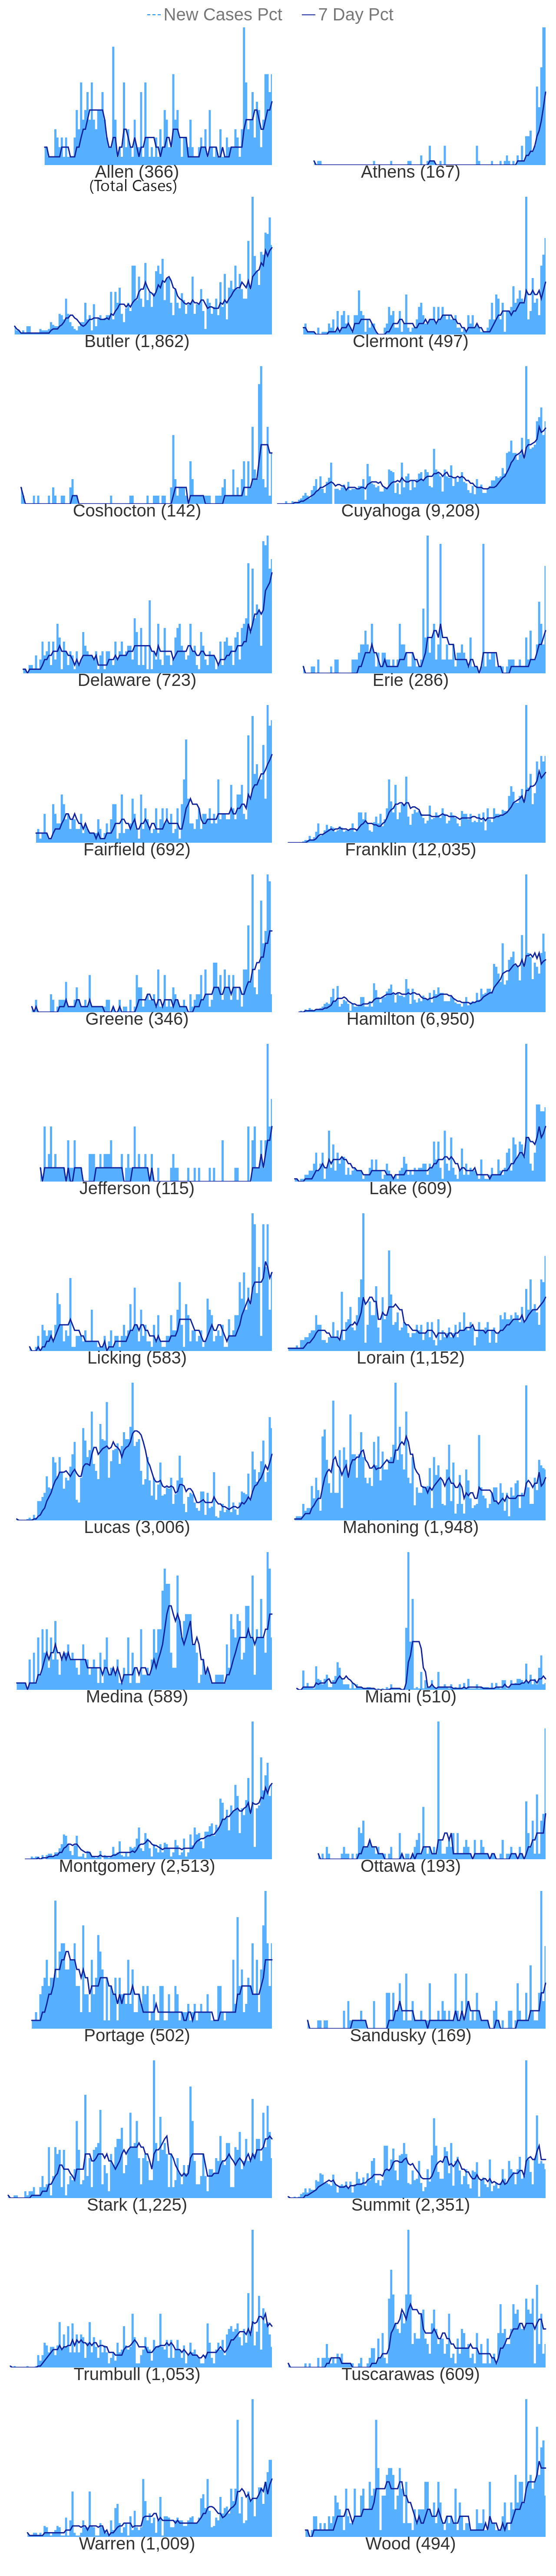 New Cases Pct 7 Day Pct
Allen (366) Athens (167)
(Total Cases)
Butler (1,862) Clermont (497)
Coshocton (142) Cuyahoga (9,208)
Delaware (723) Erie (286)
Fairfield (692) Franklin (12,035)
Greene (346) Hamilton (6,950)
Jefferson (115) Lake (609)
Licking (583) Lorain (1,152)
Lucas (3,006) Mahoning (1,948)
Medina (589) Miami (510)
Montgomery (2,513) Ottawa (193)
Portage (502) Sandusky (169)
Stark (1,225) Summit (2,351)
Trumbull (1,053) Tuscarawas (609)
Warren (1,009) Wood (494)